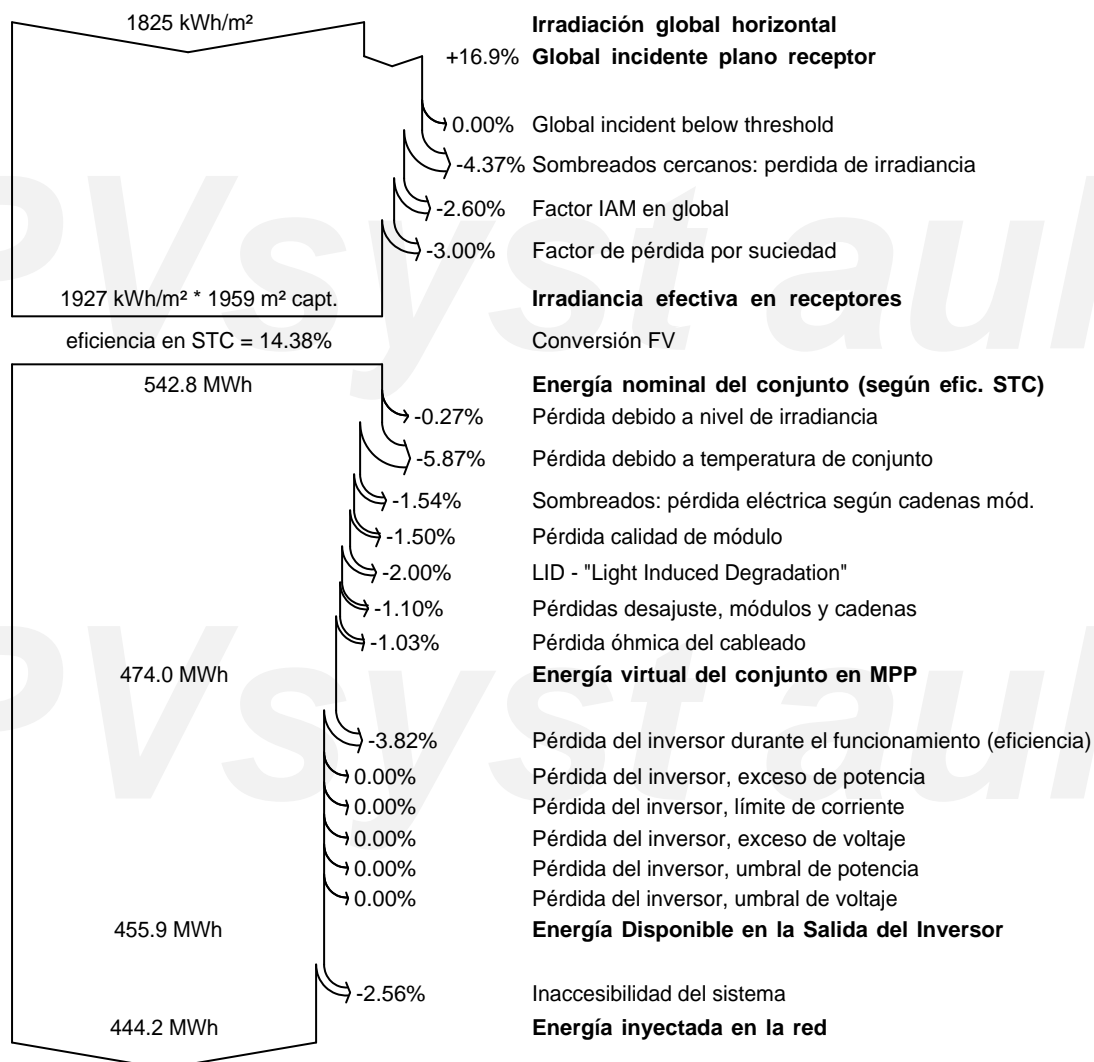 1825 kWh/m² Irradiación global horizontal
+16.9% Global incidente plano receptor
0.00% Global incident below threshold
-4.37% Sombreados cercanos: perdida de irradiancia
-2.60% Factor IAM en global
-3.00% Factor de pérdida por suciedad
1927 kWh/m² * 1959 m² capt. Irradiancia efectiva en receptores
eficiencia en STC = 14.38% Conversión FV
542.8 MWh Energía nominal del conjunto (según efic. STC)
-0.27% Pérdida debido a nivel de irradiancia
-5.87% Pérdida debido a temperatura de conjunto
-1.54% Sombreados: pérdida eléctrica según cadenas mód.
-1.50% Pérdida calidad de módulo
-2.00% LID - "Light Induced Degradation"
-1.10% Pérdidas desajuste, módulos y cadenas
-1.03% Pérdida óhmica del cableado
474.0 MWh Energía virtual del conjunto en MPP
-3.82% Pérdida del inversor durante el funcionamiento (eficiencia)
0.00% Pérdida del inversor, exceso de potencia
0.00% Pérdida del inversor, límite de corriente
0.00% Pérdida del inversor, exceso de voltaje
0.00% Pérdida del inversor, umbral de potencia
0.00% Pérdida del inversor, umbral de voltaje
455.9 MWh Energía Disponible en la Salida del Inversor
-2.56% Inaccesibilidad del sistema
444.2 MWh Energía inyectada en la red
PVsyst aul
PVsyst aul